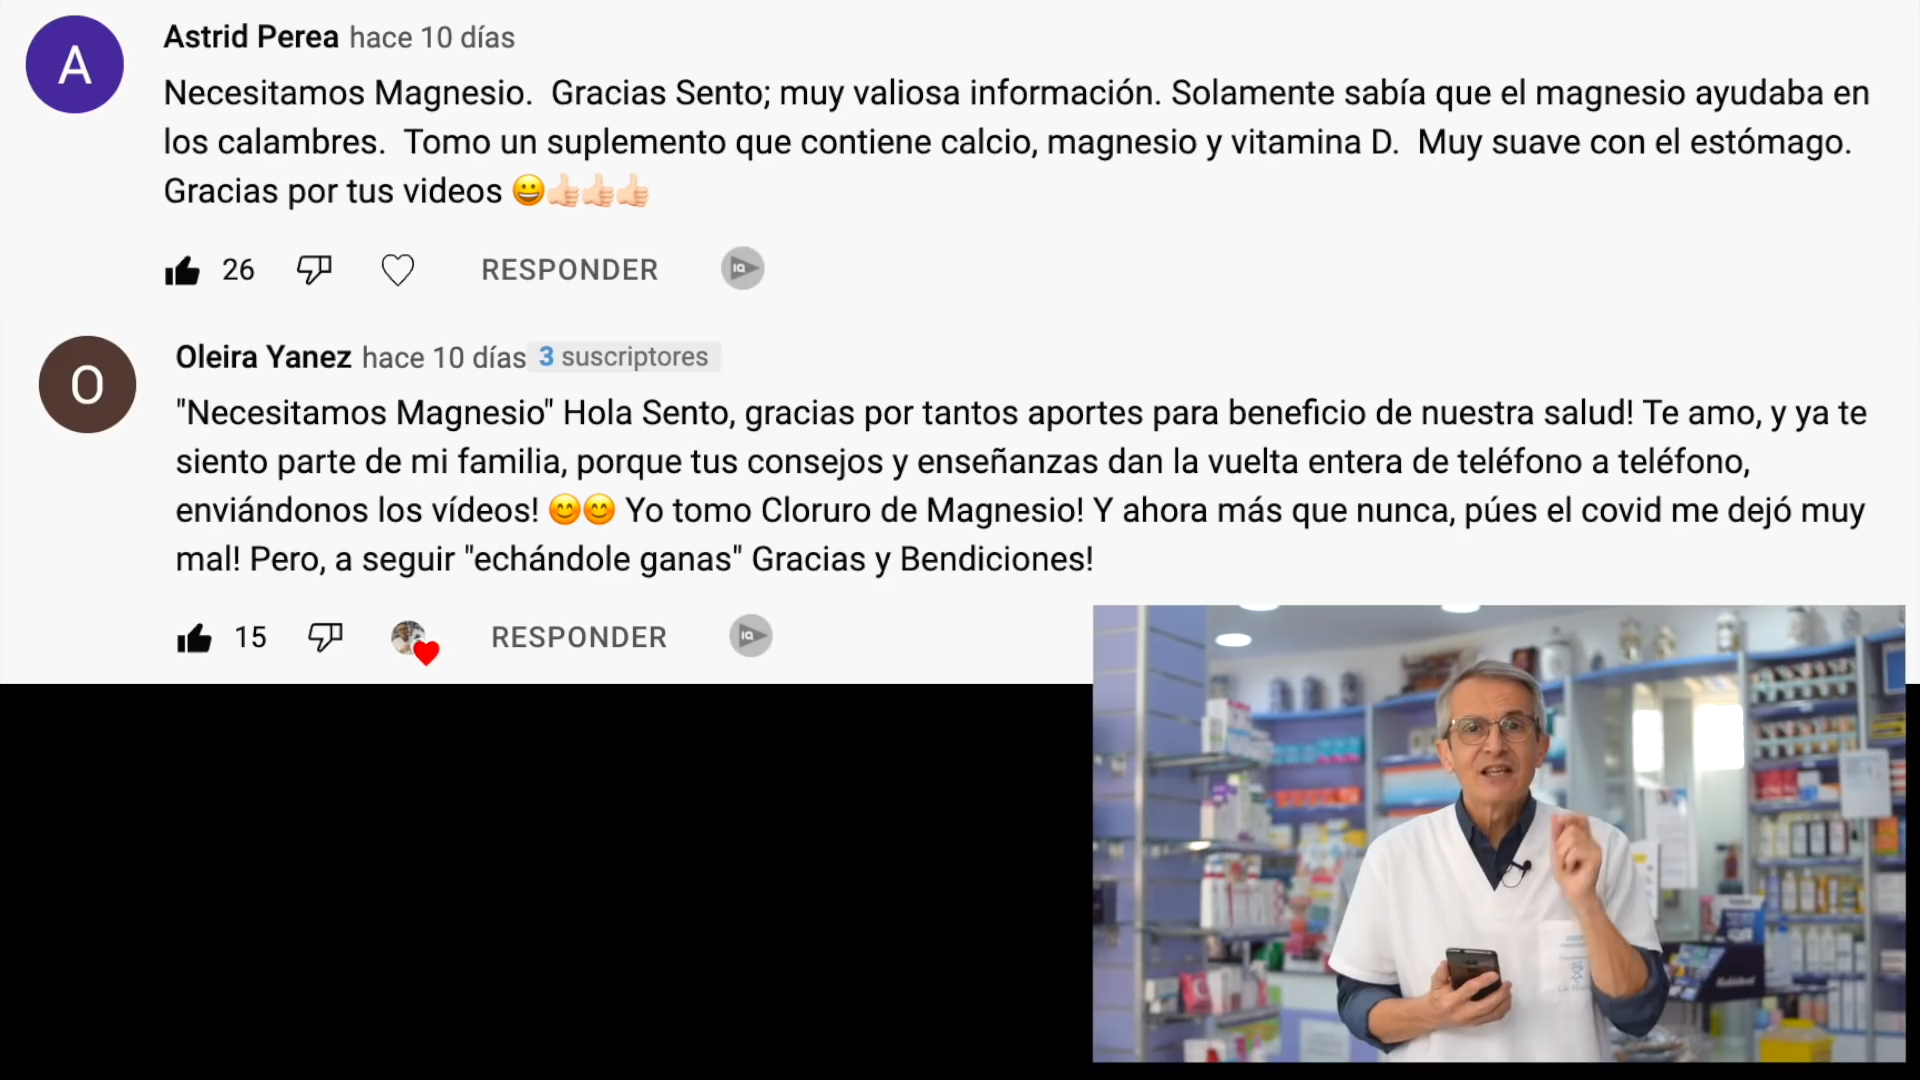 A
Astrid Perea hace 10 días
Necesitamos Magnesio.  Gracias Sento; muy valiosa información. Solamente sabía que el magnesio ayudaba en
los calambres.  Tomo un suplemento que contiene calcio, magnesio y vitamina D.  Muy suave con el estómago.
Gracias por tus videos 😀👍🏻👍🏻👍🏻
26 RESPONDER IQ
O
Oleira Yanez hace 10 días 3 suscriptores
"Necesitamos Magnesio" Hola Sento, gracias por tantos aportes para beneficio de nuestra salud! Te amo, y ya te
siento parte de mi familia, porque tus consejos y enseñanzas dan la vuelta entera de teléfono a teléfono,
enviándonos los vídeos! 😊😊 Yo tomo Cloruro de Magnesio! Y ahora más que nunca, púes el covid me dejó muy
mal! Pero, a seguir "echándole ganas" Gracias y Bendiciones!
15 RESPONDER IQ